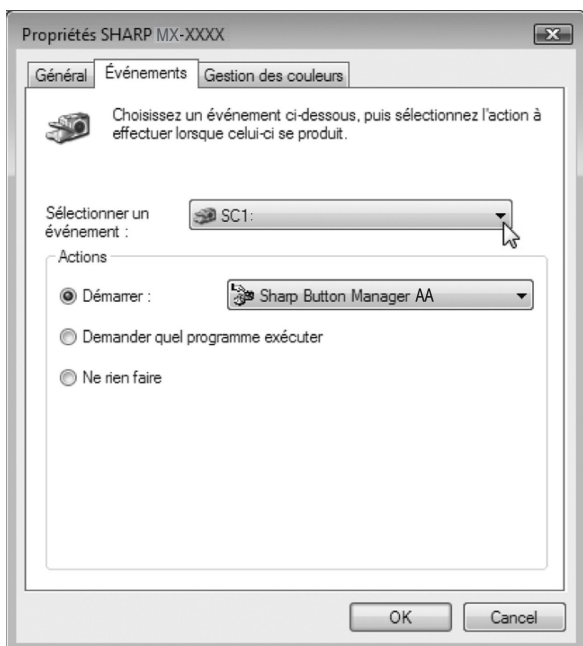 Propriétés SHARP MX-XXXX
Général Événements Gestion des couleurs
Choisissez un événement ci-dessous, puis sélectionnez l'action à
effectuer lorsque celui-ci se produit.
Sélectionner un
événement :
SC1:
Actions
Démarrer : Sharp Button Manager AA
Demander quel programme exécuter
Ne rien faire
OK Cancel